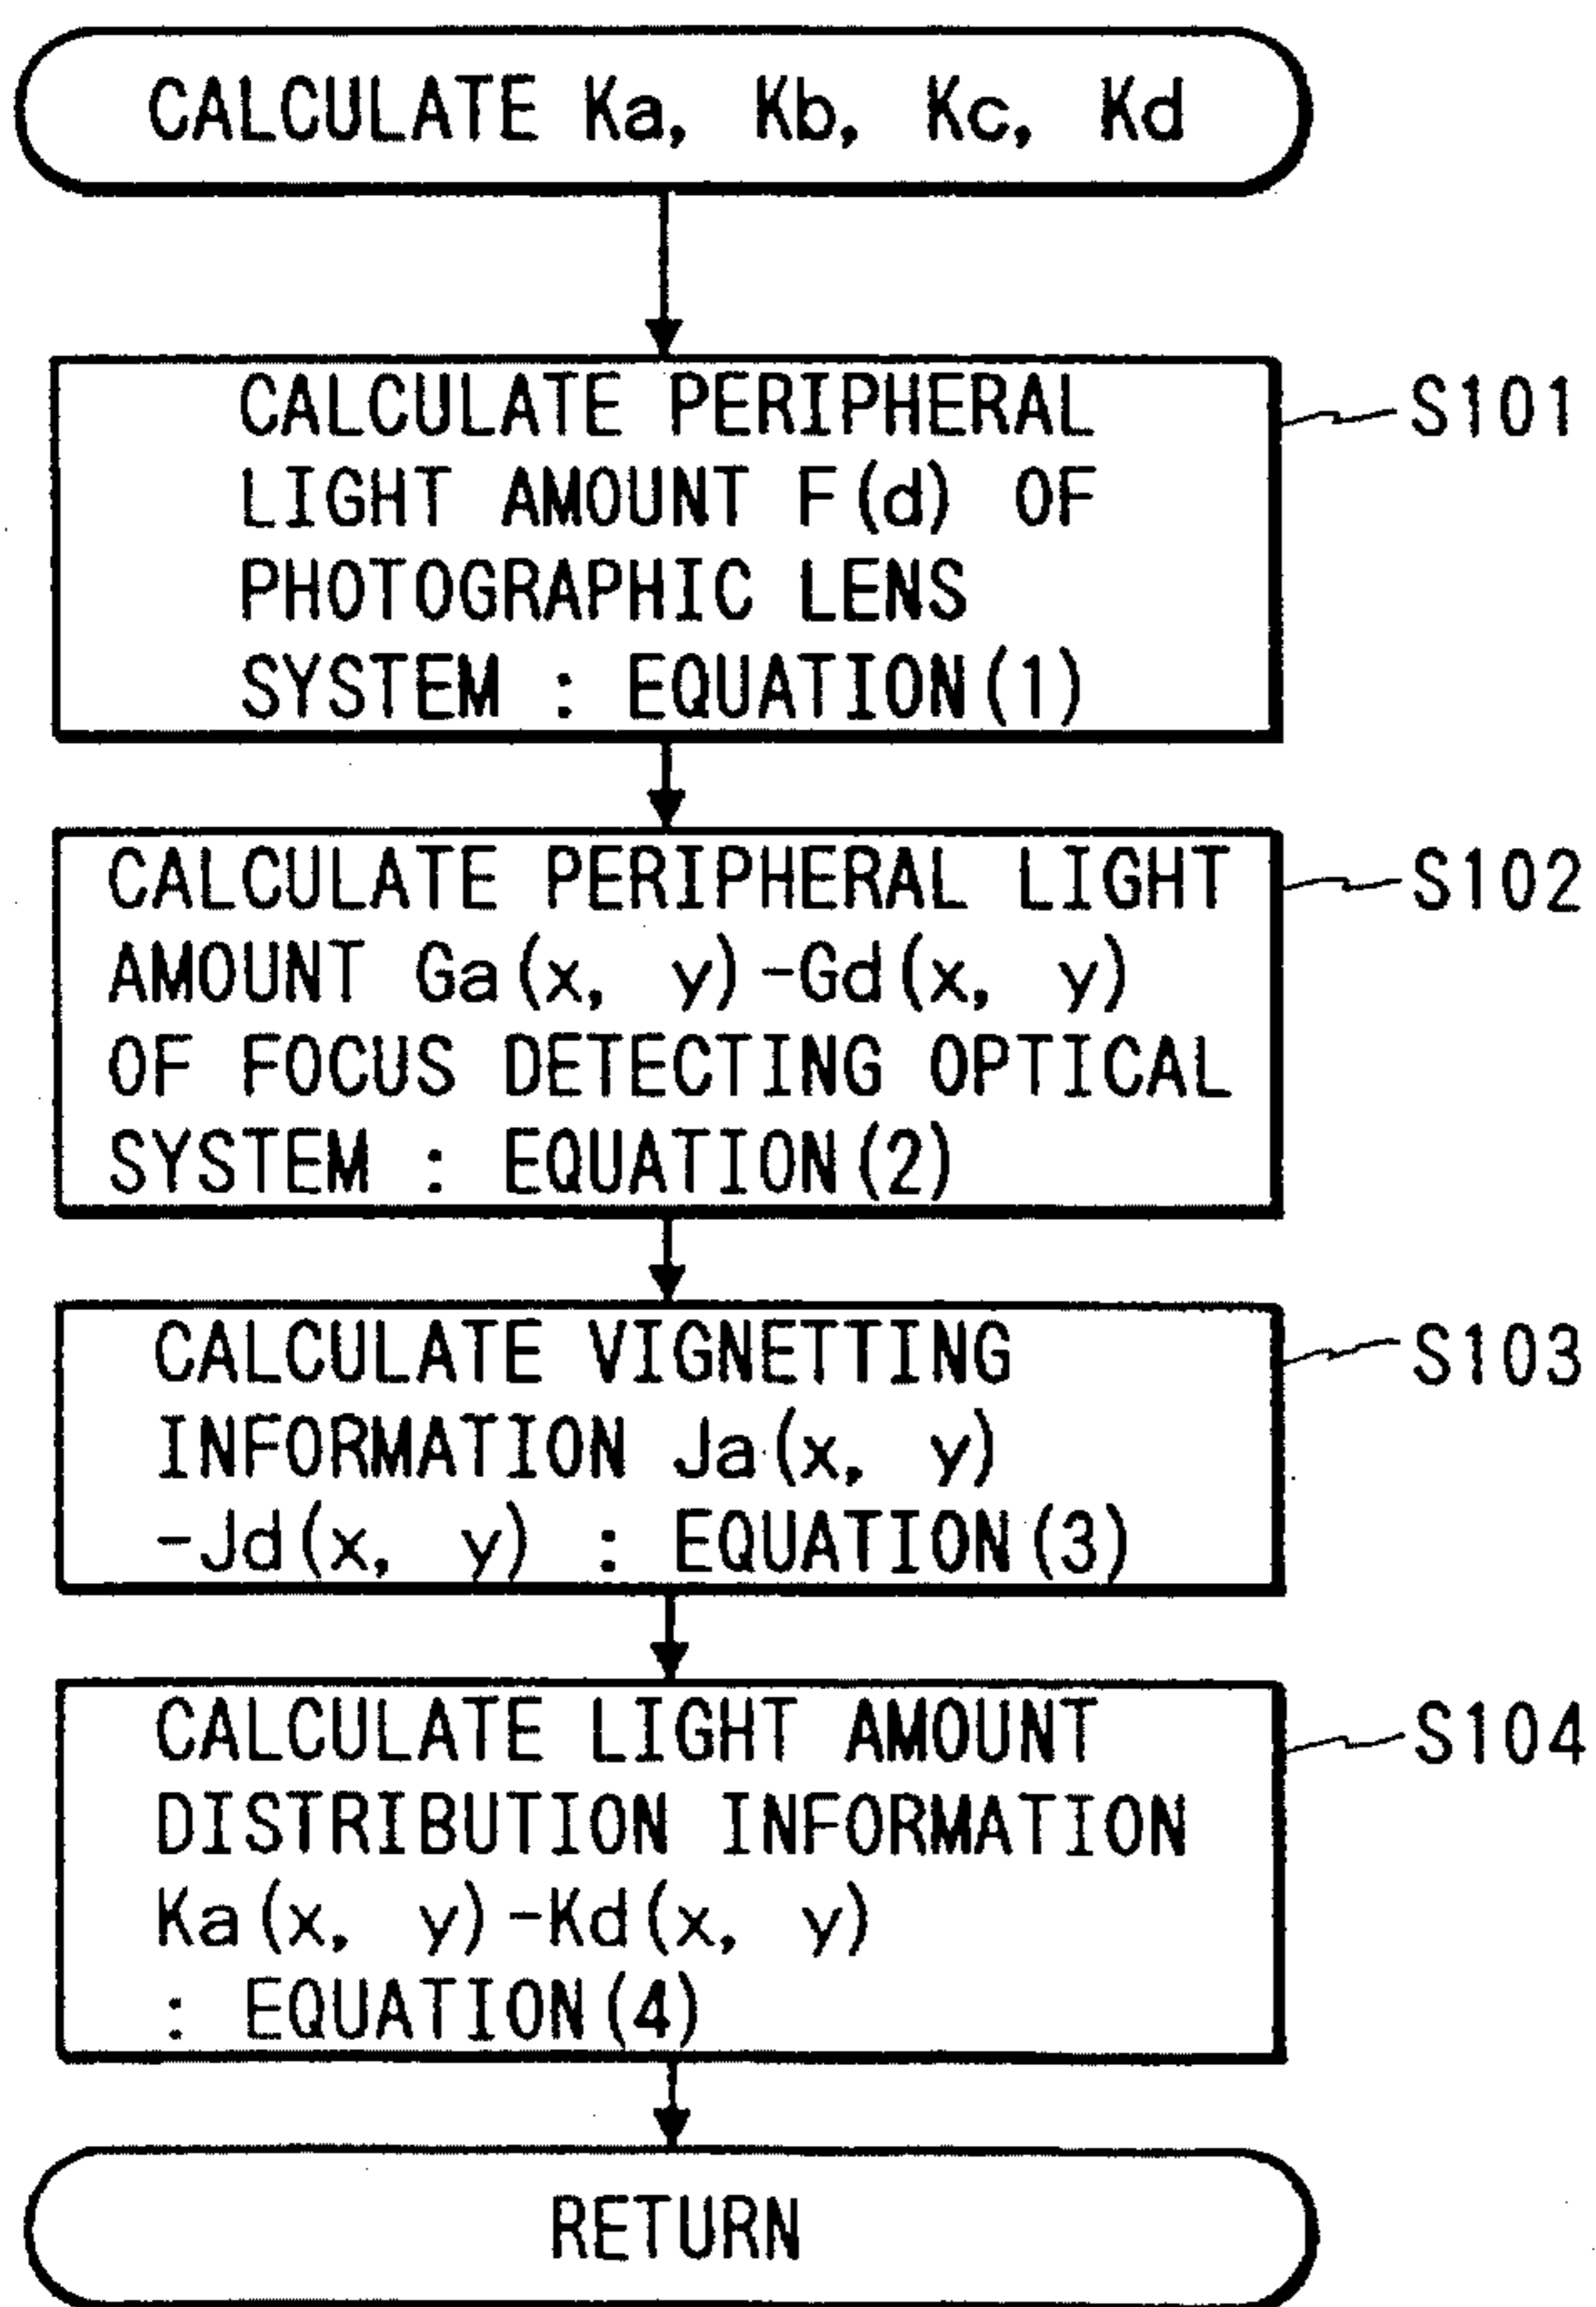 CALCULATE Ka, Kb, Kc, Kd
CALCULATE PERIPHERAL
LIGHT AMOUNT F(d) OF
PHOTOGRAPHIC LENS
SYSTEM : EQUATION(1)
S101
CALCULATE PERIPHERAL LIGHT
AMOUNT Ga(x, y)-Gd(x, y)
OF FOCUS DETECTING OPTICAL
SYSTEM : EQUATION(2)
S102
CALCULATE VIGNETTING
INFORMATION Ja(x, y)
-Jd(x, y) : EQUATION(3)
S103
CALCULATE LIGHT AMOUNT
DISTRIBUTION INFORMATION
Ka(x, y)-Kd(x, y)
: EQUATION(4)
S104
RETURN